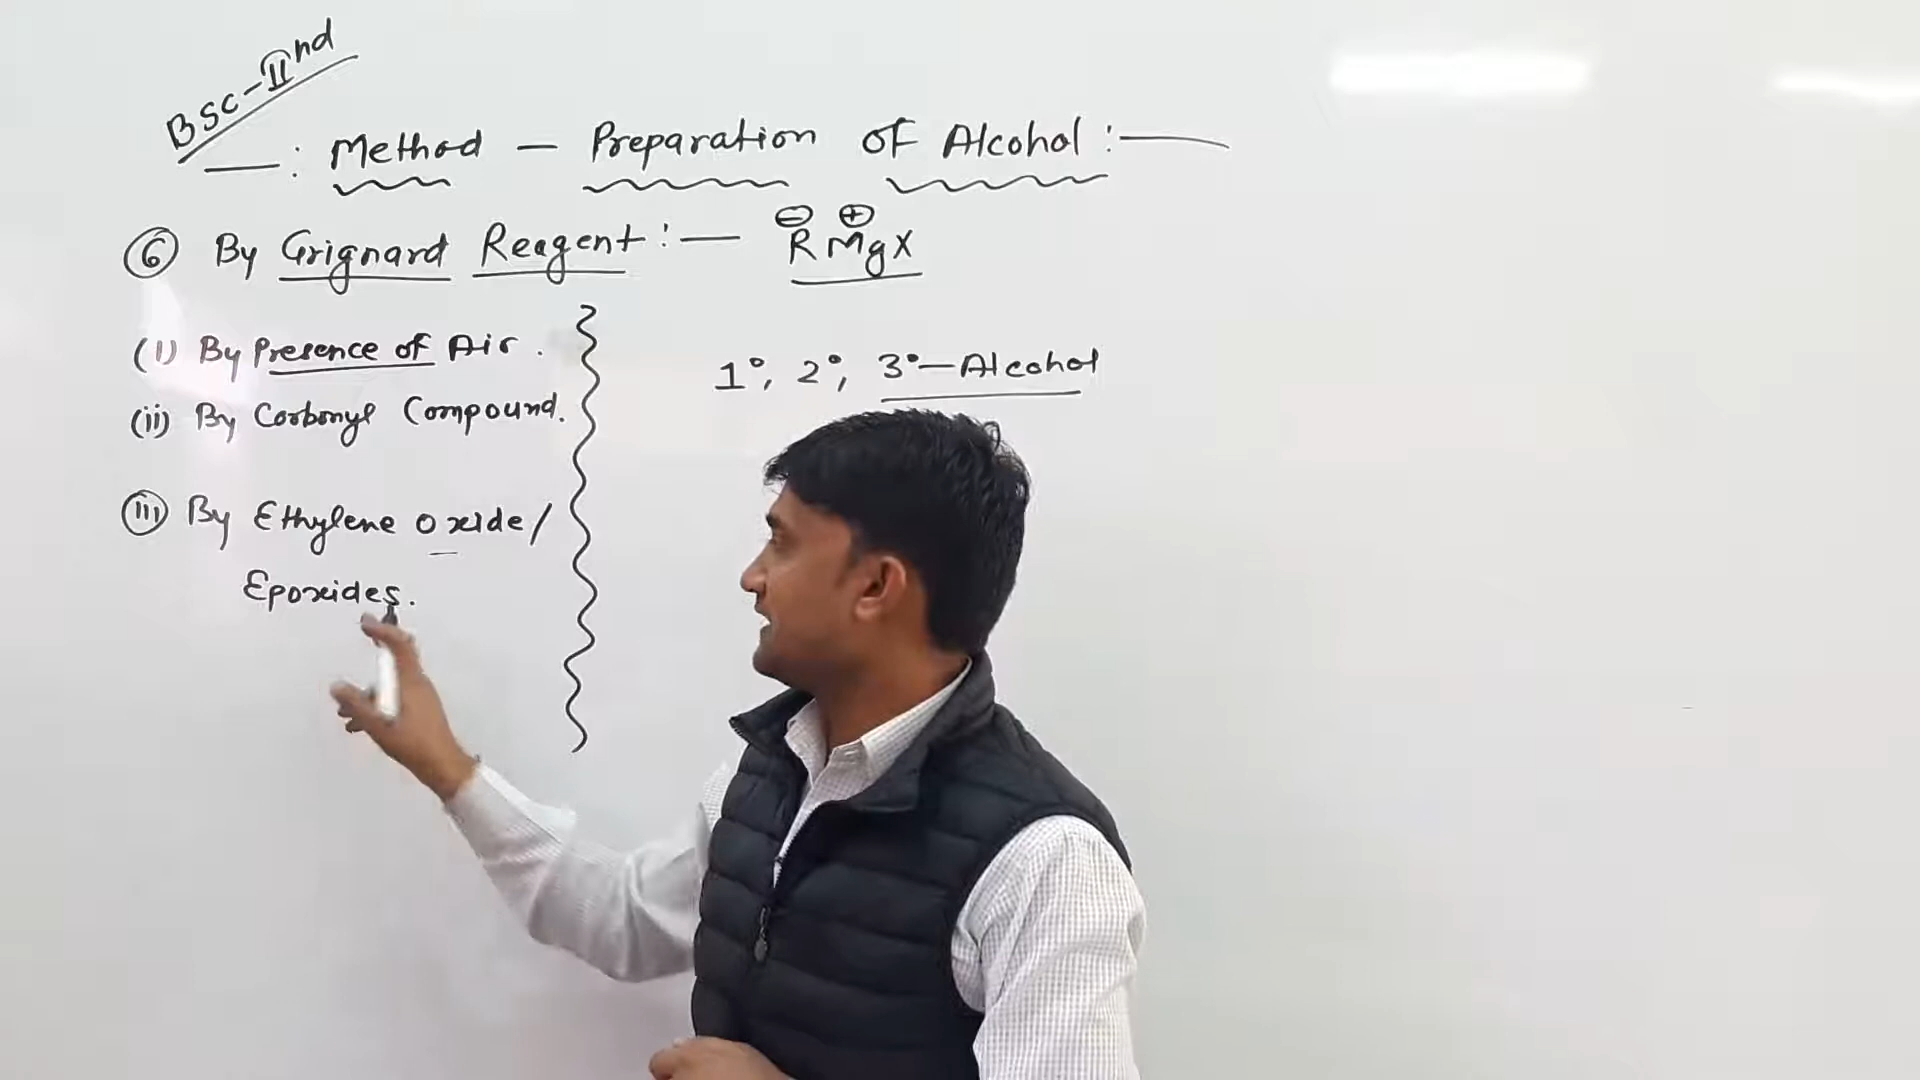 Bsc-IInd
—: Method — Preparation of Alcohol:—
⑥ By Grignard Reagent:— R⊖ M⊕gX
(i) By Presence of Air.
(ii) By Carbonyl Compound.
(iii) By Ethylene oxide/
Epoxides.
1°, 2°, 3°—Alcohol